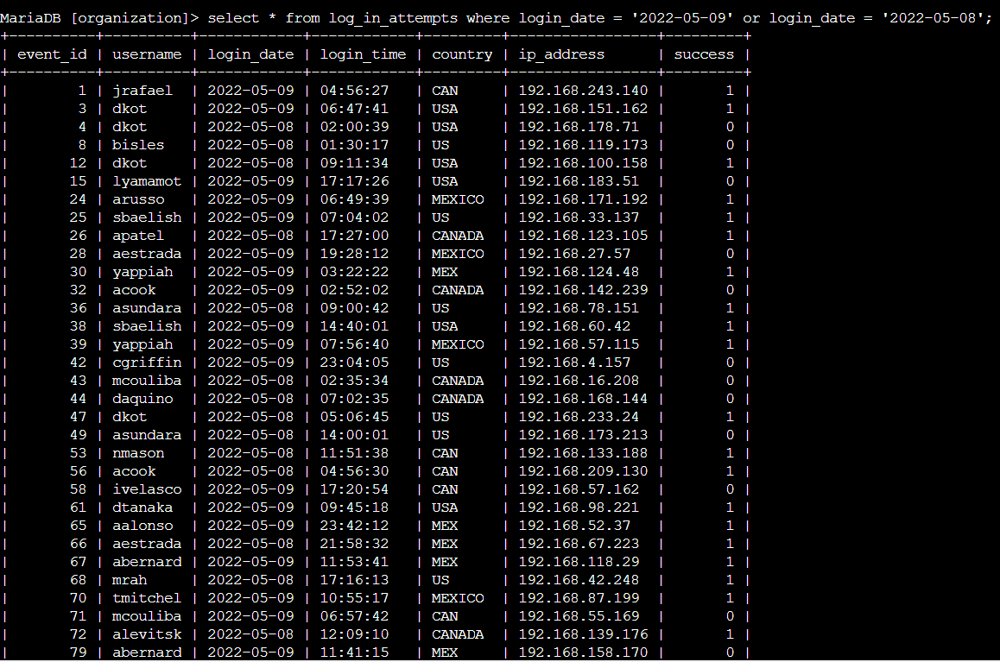 MariaDB [organization]> select * from log_in_attempts where login_date = '2022-05-09' or login_date = '2022-05-08';
+----------+----------+------------+------------+---------+-----------------+---------+
| event_id | username | login_date | login_time | country | ip_address      | success |
+----------+----------+------------+------------+---------+-----------------+---------+
|        1 | jrafael  | 2022-05-09 | 04:56:27   | CAN     | 192.168.243.140 |       1 |
|        3 | dkot     | 2022-05-09 | 06:47:41   | USA     | 192.168.151.162 |       1 |
|        4 | dkot     | 2022-05-08 | 02:00:39   | USA     | 192.168.178.71  |       0 |
|        8 | bisles   | 2022-05-08 | 01:30:17   | US      | 192.168.119.173 |       0 |
|       12 | dkot     | 2022-05-08 | 09:11:34   | USA     | 192.168.100.158 |       1 |
|       15 | lyamamot | 2022-05-09 | 17:17:26   | USA     | 192.168.183.51  |       0 |
|       24 | arusso   | 2022-05-09 | 06:49:39   | MEXICO  | 192.168.171.192 |       1 |
|       25 | sbaelish | 2022-05-09 | 07:04:02   | US      | 192.168.33.137  |       1 |
|       26 | apatel   | 2022-05-08 | 17:27:00   | CANADA  | 192.168.123.105 |       1 |
|       28 | aestrada | 2022-05-09 | 19:28:12   | MEXICO  | 192.168.27.57   |       0 |
|       30 | yappiah  | 2022-05-09 | 03:22:22   | MEX     | 192.168.124.48  |       1 |
|       32 | acook    | 2022-05-09 | 02:52:02   | CANADA  | 192.168.142.239 |       0 |
|       36 | asundara | 2022-05-08 | 09:00:42   | US      | 192.168.78.151  |       1 |
|       38 | sbaelish | 2022-05-09 | 14:40:01   | USA     | 192.168.60.42   |       1 |
|       39 | yappiah  | 2022-05-09 | 07:56:40   | MEXICO  | 192.168.57.115  |       1 |
|       42 | cgriffin | 2022-05-09 | 23:04:05   | US      | 192.168.4.157   |       0 |
|       43 | mcouliba | 2022-05-08 | 02:35:34   | CANADA  | 192.168.16.208  |       0 |
|       44 | daquino  | 2022-05-08 | 07:02:35   | CANADA  | 192.168.168.144 |       0 |
|       47 | dkot     | 2022-05-08 | 05:06:45   | US      | 192.168.233.24  |       1 |
|       49 | asundara | 2022-05-08 | 14:00:01   | US      | 192.168.173.213 |       0 |
|       53 | nmason   | 2022-05-08 | 11:51:38   | CAN     | 192.168.133.188 |       1 |
|       56 | acook    | 2022-05-08 | 04:56:30   | CAN     | 192.168.209.130 |       1 |
|       58 | ivelasco | 2022-05-09 | 17:20:54   | CAN     | 192.168.57.162  |       0 |
|       61 | dtanaka  | 2022-05-09 | 09:45:18   | USA     | 192.168.98.221  |       1 |
|       65 | aalonso  | 2022-05-09 | 23:42:12   | MEX     | 192.168.52.37   |       1 |
|       66 | aestrada | 2022-05-08 | 21:58:32   | MEX     | 192.168.67.223  |       1 |
|       67 | abernard | 2022-05-09 | 11:53:41   | MEX     | 192.168.118.29  |       1 |
|       68 | mrah     | 2022-05-08 | 17:16:13   | US      | 192.168.42.248  |       1 |
|       70 | tmitchel | 2022-05-09 | 10:55:17   | MEXICO  | 192.168.87.199  |       1 |
|       71 | mcouliba | 2022-05-09 | 06:57:42   | CAN     | 192.168.55.169  |       0 |
|       72 | alevitsk | 2022-05-08 | 12:09:10   | CANADA  | 192.168.139.176 |       1 |
|       79 | abernard | 2022-05-09 | 11:41:15   | MEX     | 192.168.158.170 |       0 |